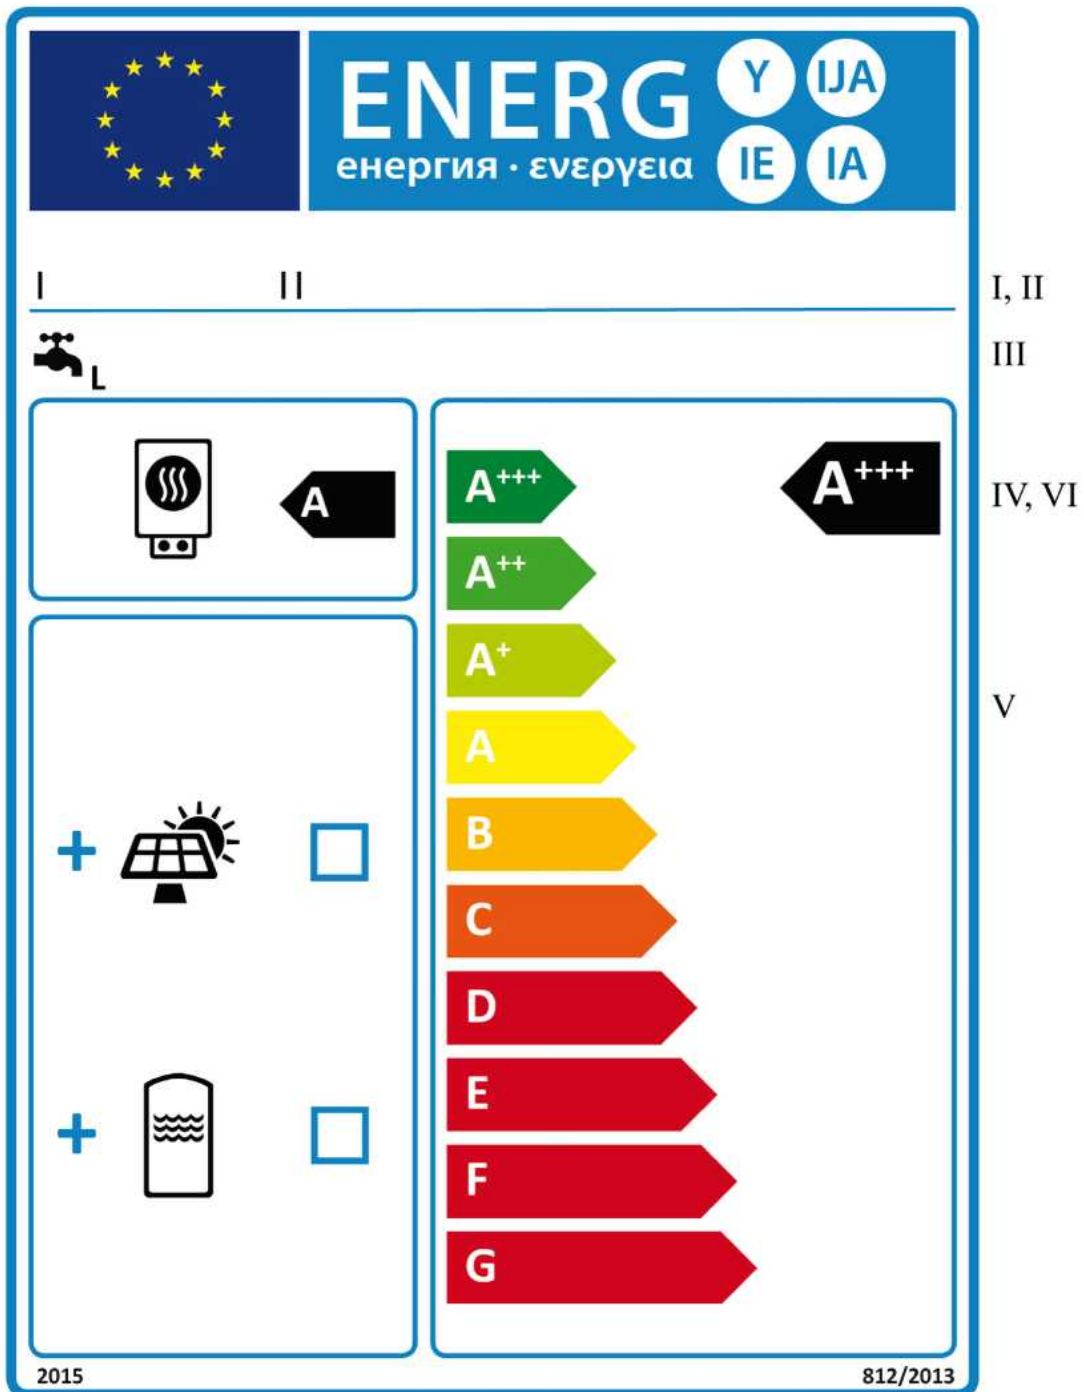 ENERG Y IJA
енергия · ενεργεια IE IA
I II I, II
L III
A A+++ A+++ IV, VI
A++
A+
A V
B
+
C
D
E
+
F
G
2015 812/2013